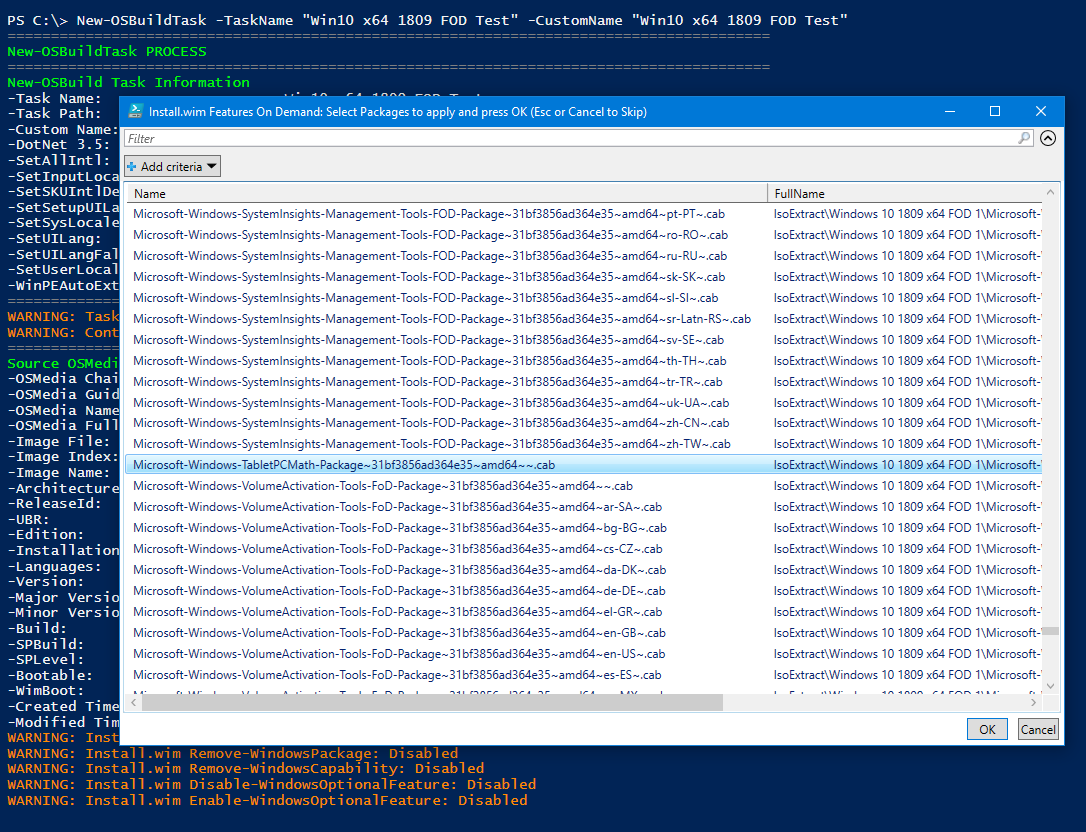 PS C:\> New-OSBuildTask -TaskName "Win10 x64 1809 FOD Test" -CustomName "Win10 x64 1809 FOD Test"
New-OSBuildTask PROCESS
New-OSBuild Task Information
-Task Name:
-Task Path:
-Custom Name:
-DotNet 3.5:
-SetAllIntl:
-SetInputLoca
-SetSKUIntlDe
-SetSetupUILa
-SetSysLocale
-SetUILang:
-SetUILangFal
-SetUserLocal
-WinPEAutoExt
WARNING: Task
WARNING: Cont
Source OSMedi
-OSMedia Chai
-OSMedia Guid
-OSMedia Name
-OSMedia Full
-Image File:
-Image Index:
-Image Name:
-Architecture
-ReleaseId:
-UBR:
-Edition:
-Installation
-Languages:
-Version:
-Major Versio
-Minor Versio
-Build:
-SPBuild:
-SPLevel:
-Bootable:
-WimBoot:
-Created Time
-Modified Tim
WARNING: Inst
WARNING: Install.wim Remove-WindowsPackage: Disabled
WARNING: Install.wim Remove-WindowsCapability: Disabled
WARNING: Install.wim Disable-WindowsOptionalFeature: Disabled
WARNING: Install.wim Enable-WindowsOptionalFeature: Disabled
Install.wim Features On Demand: Select Packages to apply and press OK (Esc or Cancel to Skip)
Filter
Add criteria
Name FullName
Microsoft-Windows-SystemInsights-Management-Tools-FOD-Package~31bf3856ad364e35~amd64~pt-PT~.cab IsoExtract\Windows 10 1809 x64 FOD 1\Microsoft-
Microsoft-Windows-SystemInsights-Management-Tools-FOD-Package~31bf3856ad364e35~amd64~ro-RO~.cab IsoExtract\Windows 10 1809 x64 FOD 1\Microsoft-
Microsoft-Windows-SystemInsights-Management-Tools-FOD-Package~31bf3856ad364e35~amd64~ru-RU~.cab IsoExtract\Windows 10 1809 x64 FOD 1\Microsoft-
Microsoft-Windows-SystemInsights-Management-Tools-FOD-Package~31bf3856ad364e35~amd64~sk-SK~.cab IsoExtract\Windows 10 1809 x64 FOD 1\Microsoft-
Microsoft-Windows-SystemInsights-Management-Tools-FOD-Package~31bf3856ad364e35~amd64~sl-SI~.cab IsoExtract\Windows 10 1809 x64 FOD 1\Microsoft-
Microsoft-Windows-SystemInsights-Management-Tools-FOD-Package~31bf3856ad364e35~amd64~sr-Latn-RS~.cab IsoExtract\Windows 10 1809 x64 FOD 1\Microsoft-
Microsoft-Windows-SystemInsights-Management-Tools-FOD-Package~31bf3856ad364e35~amd64~sv-SE~.cab IsoExtract\Windows 10 1809 x64 FOD 1\Microsoft-
Microsoft-Windows-SystemInsights-Management-Tools-FOD-Package~31bf3856ad364e35~amd64~th-TH~.cab IsoExtract\Windows 10 1809 x64 FOD 1\Microsoft-
Microsoft-Windows-SystemInsights-Management-Tools-FOD-Package~31bf3856ad364e35~amd64~tr-TR~.cab IsoExtract\Windows 10 1809 x64 FOD 1\Microsoft-
Microsoft-Windows-SystemInsights-Management-Tools-FOD-Package~31bf3856ad364e35~amd64~uk-UA~.cab IsoExtract\Windows 10 1809 x64 FOD 1\Microsoft-
Microsoft-Windows-SystemInsights-Management-Tools-FOD-Package~31bf3856ad364e35~amd64~zh-CN~.cab IsoExtract\Windows 10 1809 x64 FOD 1\Microsoft-
Microsoft-Windows-SystemInsights-Management-Tools-FOD-Package~31bf3856ad364e35~amd64~zh-TW~.cab IsoExtract\Windows 10 1809 x64 FOD 1\Microsoft-
Microsoft-Windows-TabletPCMath-Package~31bf3856ad364e35~amd64~~.cab IsoExtract\Windows 10 1809 x64 FOD 1\Microsoft-
Microsoft-Windows-VolumeActivation-Tools-FoD-Package~31bf3856ad364e35~amd64~~.cab IsoExtract\Windows 10 1809 x64 FOD 1\Microsoft-
Microsoft-Windows-VolumeActivation-Tools-FoD-Package~31bf3856ad364e35~amd64~ar-SA~.cab IsoExtract\Windows 10 1809 x64 FOD 1\Microsoft-
Microsoft-Windows-VolumeActivation-Tools-FoD-Package~31bf3856ad364e35~amd64~bg-BG~.cab IsoExtract\Windows 10 1809 x64 FOD 1\Microsoft-
Microsoft-Windows-VolumeActivation-Tools-FoD-Package~31bf3856ad364e35~amd64~cs-CZ~.cab IsoExtract\Windows 10 1809 x64 FOD 1\Microsoft-
Microsoft-Windows-VolumeActivation-Tools-FoD-Package~31bf3856ad364e35~amd64~da-DK~.cab IsoExtract\Windows 10 1809 x64 FOD 1\Microsoft-
Microsoft-Windows-VolumeActivation-Tools-FoD-Package~31bf3856ad364e35~amd64~de-DE~.cab IsoExtract\Windows 10 1809 x64 FOD 1\Microsoft-
Microsoft-Windows-VolumeActivation-Tools-FoD-Package~31bf3856ad364e35~amd64~el-GR~.cab IsoExtract\Windows 10 1809 x64 FOD 1\Microsoft-
Microsoft-Windows-VolumeActivation-Tools-FoD-Package~31bf3856ad364e35~amd64~en-GB~.cab IsoExtract\Windows 10 1809 x64 FOD 1\Microsoft-
Microsoft-Windows-VolumeActivation-Tools-FoD-Package~31bf3856ad364e35~amd64~en-US~.cab IsoExtract\Windows 10 1809 x64 FOD 1\Microsoft-
Microsoft-Windows-VolumeActivation-Tools-FoD-Package~31bf3856ad364e35~amd64~es-ES~.cab IsoExtract\Windows 10 1809 x64 FOD 1\Microsoft-
OK Cancel